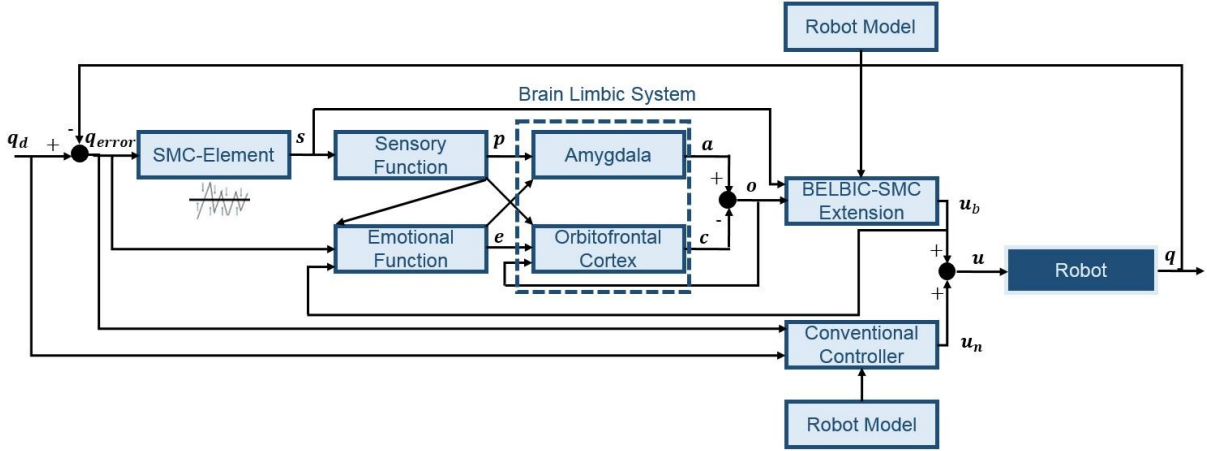 Robot Model
Brain Limbic System
q_d
+
-
q_error
SMC-Element
s
Sensory
Function
p
Amygdala
a
+
-
o
BELBIC-SMC
Extension
u_b
Emotional
Function
e
Orbitofrontal
Cortex
c
+
+
u
Robot
q
Conventional
Controller
u_n
Robot Model